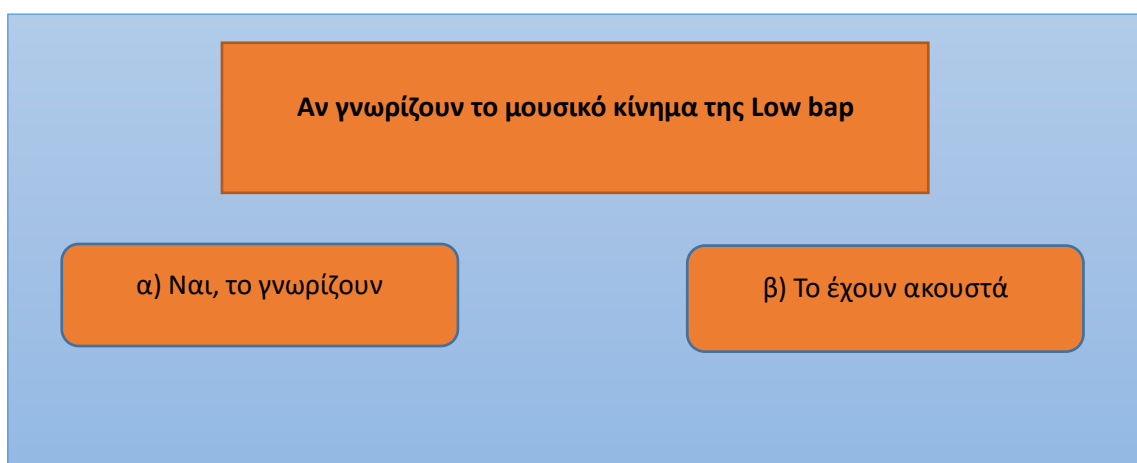 Αν γνωρίζουν το μουσικό κίνημα της Low bap
α) Ναι, το γνωρίζουν
β) Το έχουν ακουστά